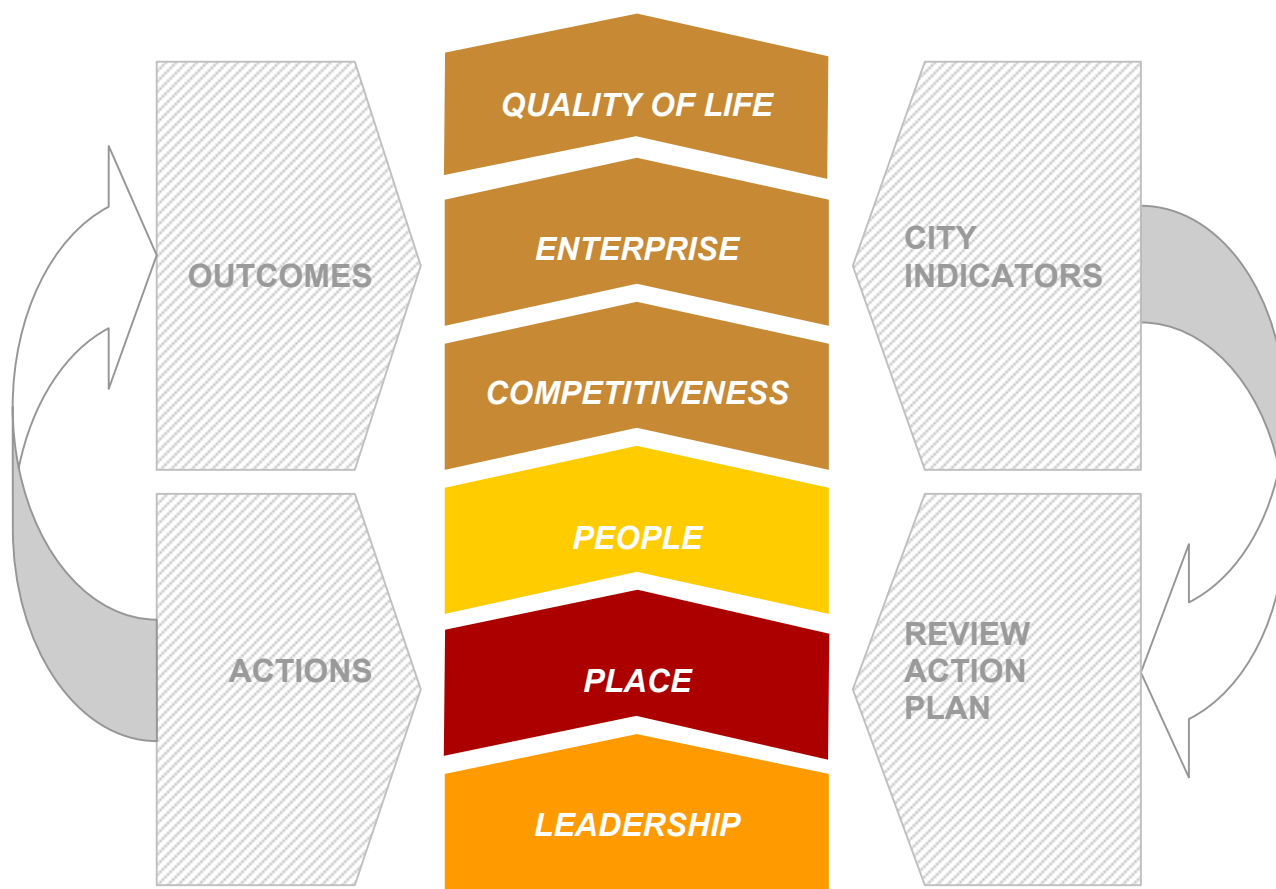 QUALITY OF LIFE
ENTERPRISE
COMPETITIVENESS
PEOPLE
PLACE
LEADERSHIP
OUTCOMES
ACTIONS
CITY
INDICATORS
REVIEW
ACTION
PLAN